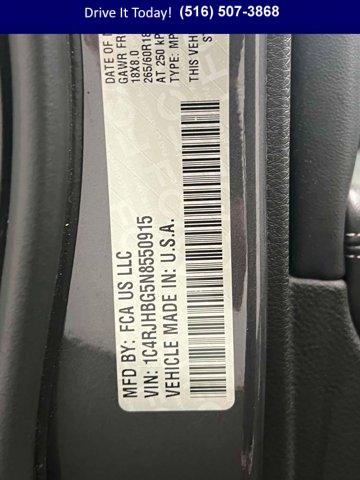 Drive It Today! (516) 507-3868
MFD BY: FCA US LLC
VIN: 1C4RJHBG5N8550915
VEHICLE MADE IN: U.S.A.
DATE OF
GAWR FR
18X8.0
265/60R18
AT 250 kP
TYPE: MP
THIS VEHI